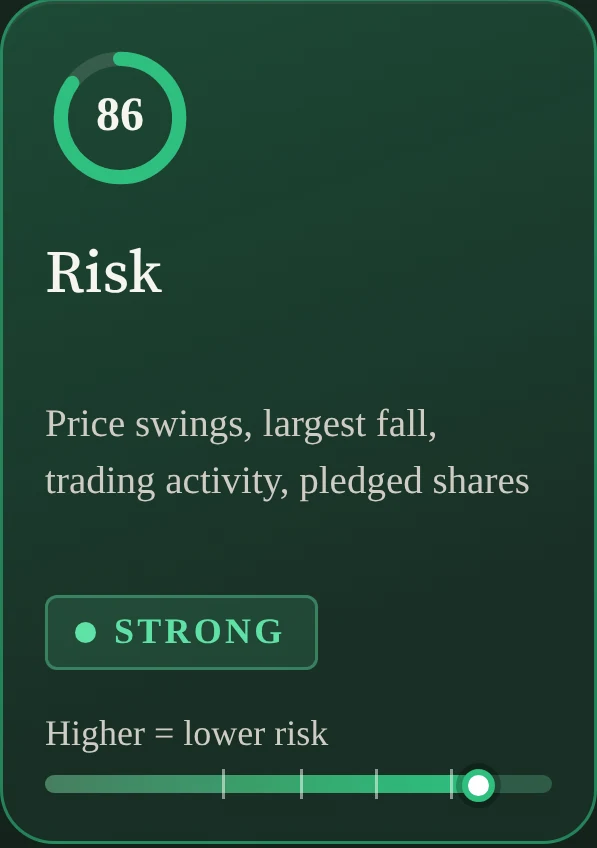 86
Risk
Price swings, largest fall,
trading activity, pledged shares
STRONG
Higher = lower risk